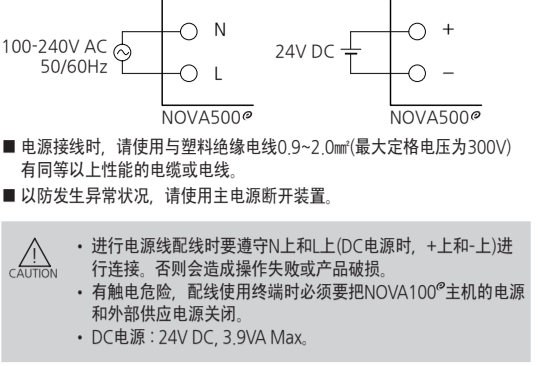 N
100-240V AC
50/60Hz
L
NOVA500e
+
24V DC
–
NOVA500e
■ 电源接线时，请使用与塑料绝缘电线0.9~2.0㎟(最大定格电压为300V)
有同等以上性能的电缆或电线。
■ 以防发生异常状况，请使用主电源断开装置。
CAUTION
• 进行电源线配线时要遵守N上和L上(DC电源时，+上和-上)进
行连接。否则会造成操作失败或产品破损。
• 有触电危险，配线使用终端时必须要把NOVA100e主机的电源
和外部供应电源关闭。
• DC电源 : 24V DC, 3.9VA Max。